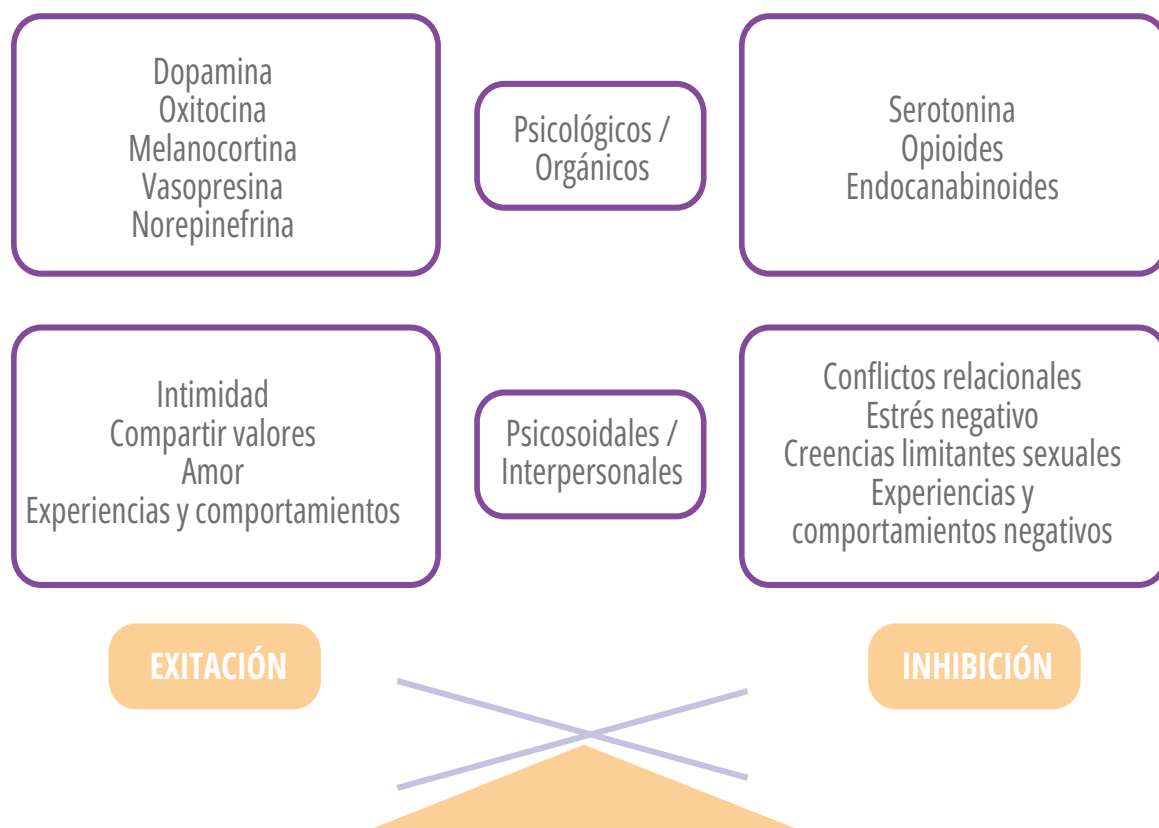 Dopamina
Oxitocina
Melanocortina
Vasopresina
Norepinefrina
Psicológicos /
Orgánicos
Serotonina
Opioides
Endocanabinoides
Intimidad
Compartir valores
Amor
Experiencias y comportamientos
Psicosoidales /
Interpersonales
Conflictos relacionales
Estrés negativo
Creencias limitantes sexuales
Experiencias y
comportamientos negativos
EXITACIÓN
INHIBICIÓN